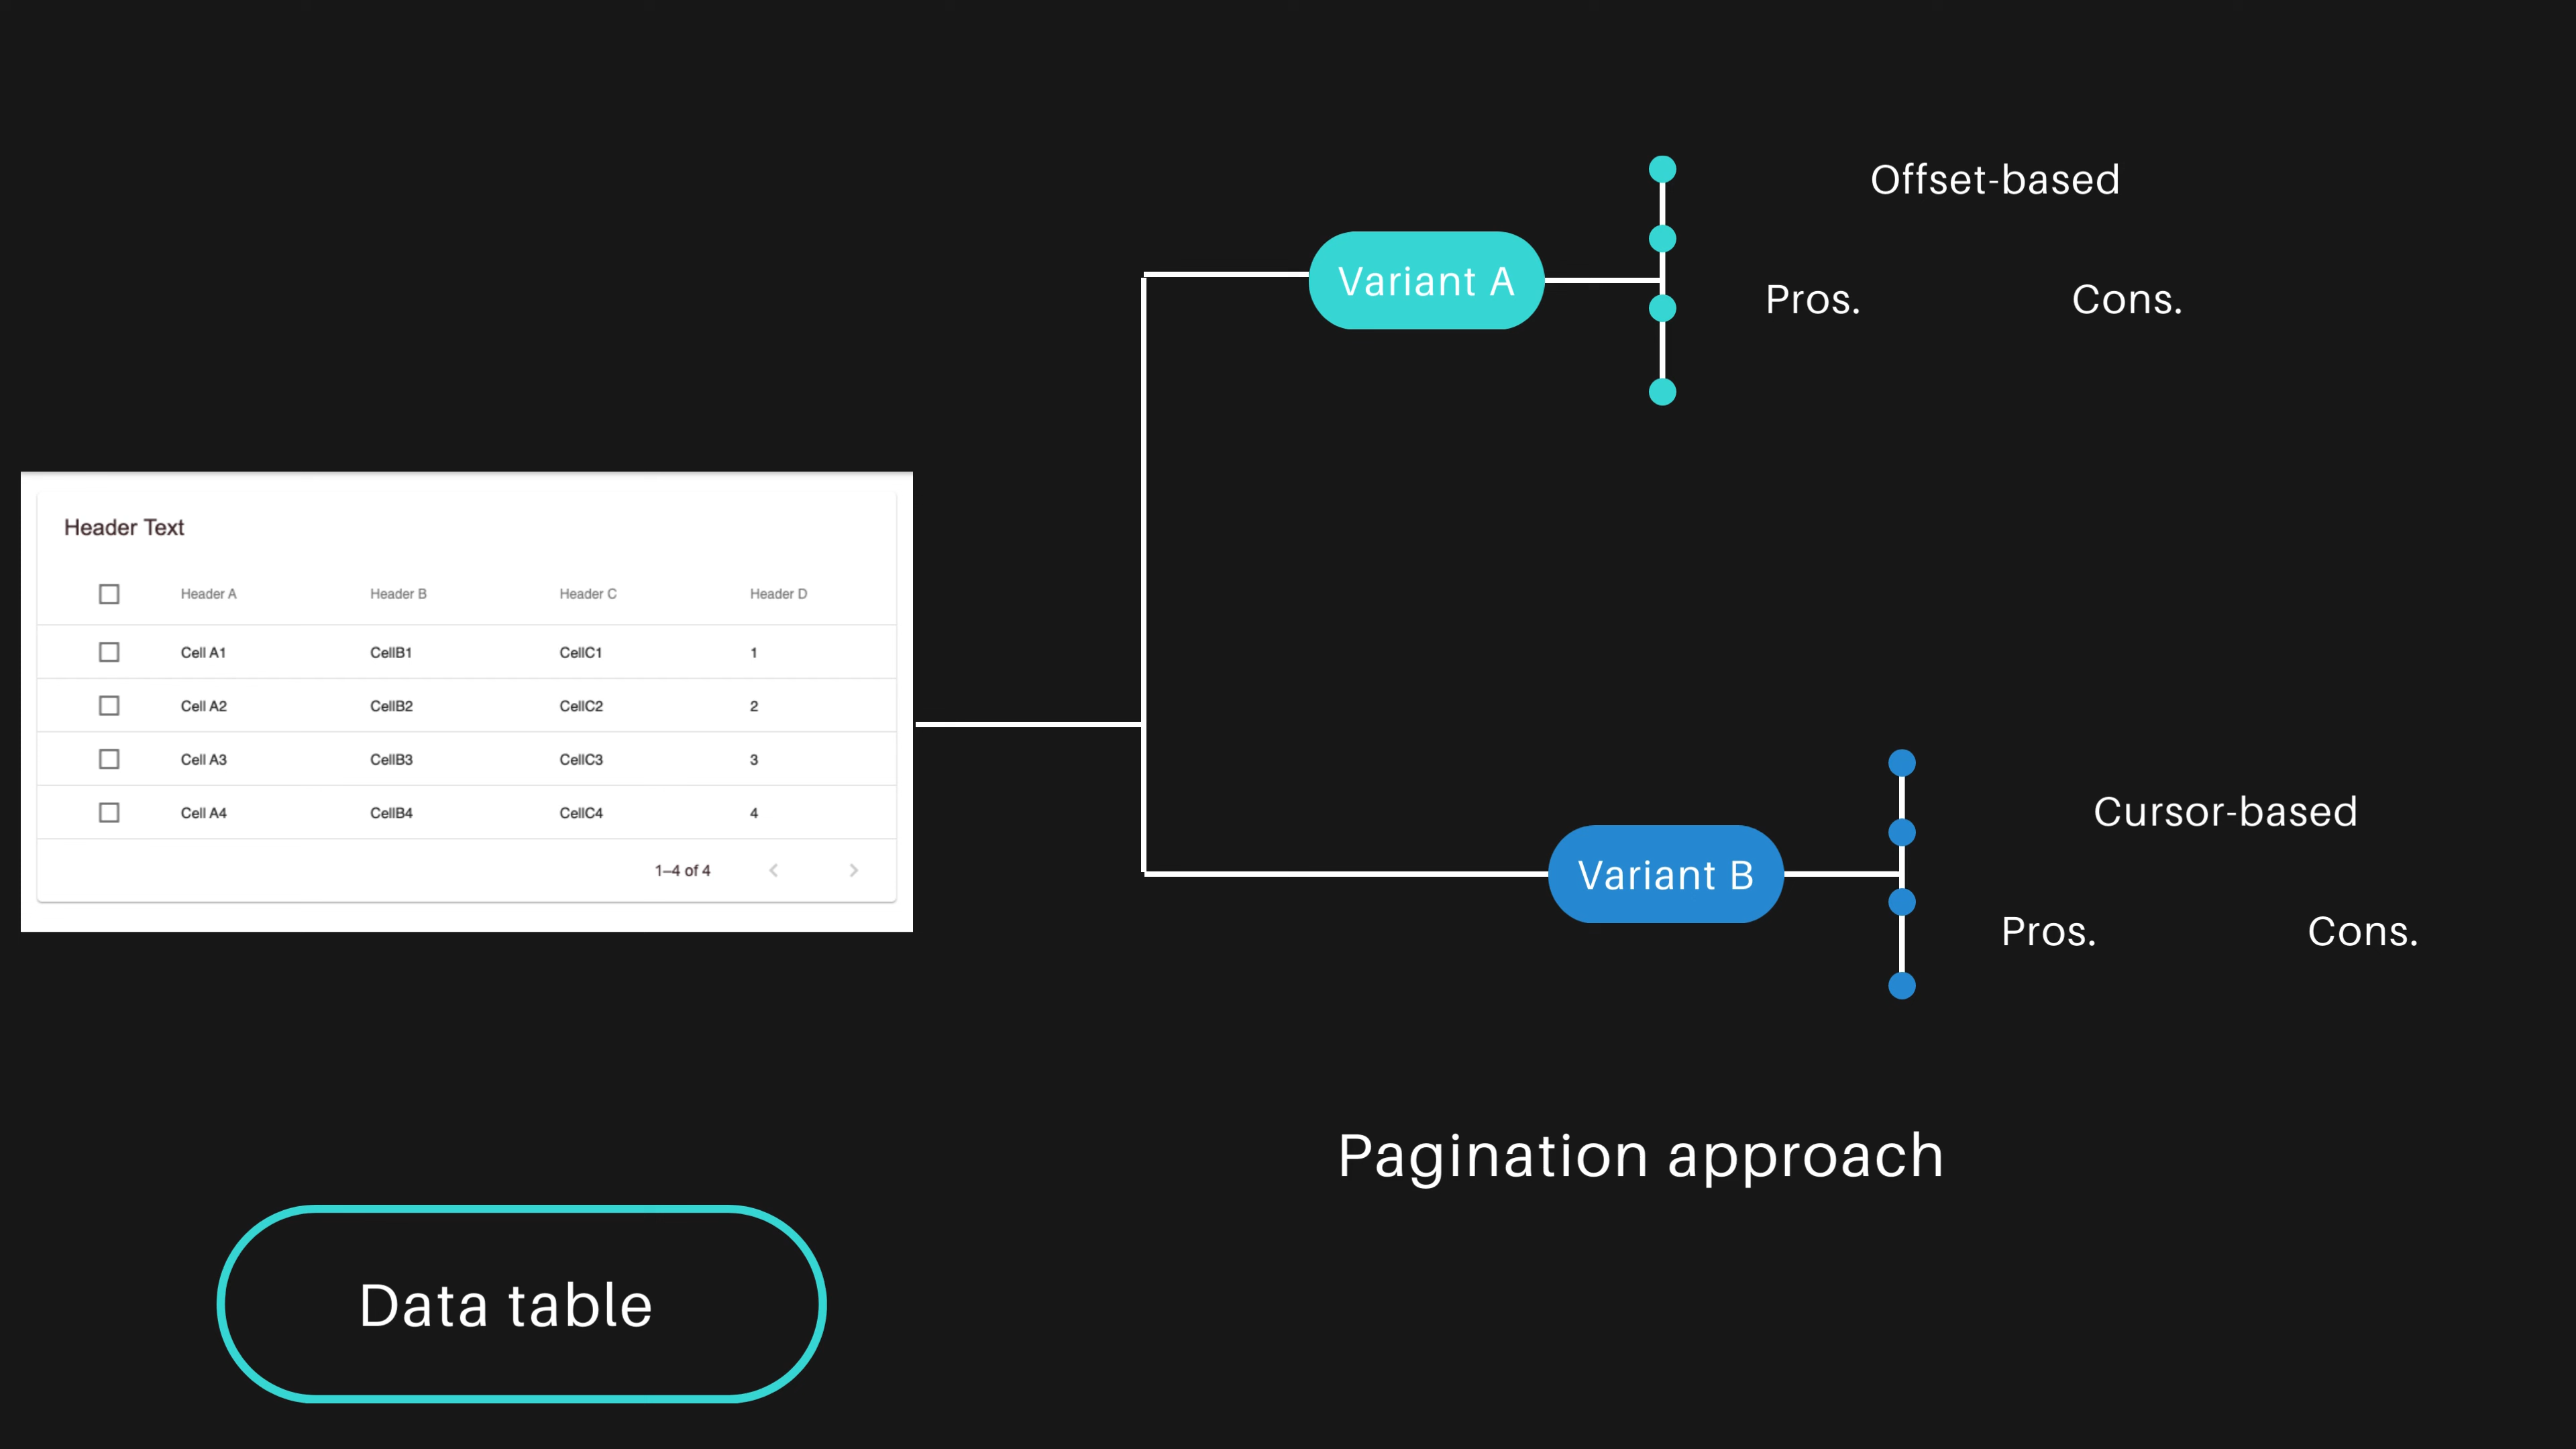 Offset-based
Variant A
Pros. Cons.
Header Text
Header A Header B Header C Header D
Cell A1 CellB1 CellC1 1
Cell A2 CellB2 CellC2 2
Cell A3 CellB3 CellC3 3
Cell A4 CellB4 CellC4 4
1–4 of 4
Cursor-based
Variant B
Pros. Cons.
Pagination approach
Data table